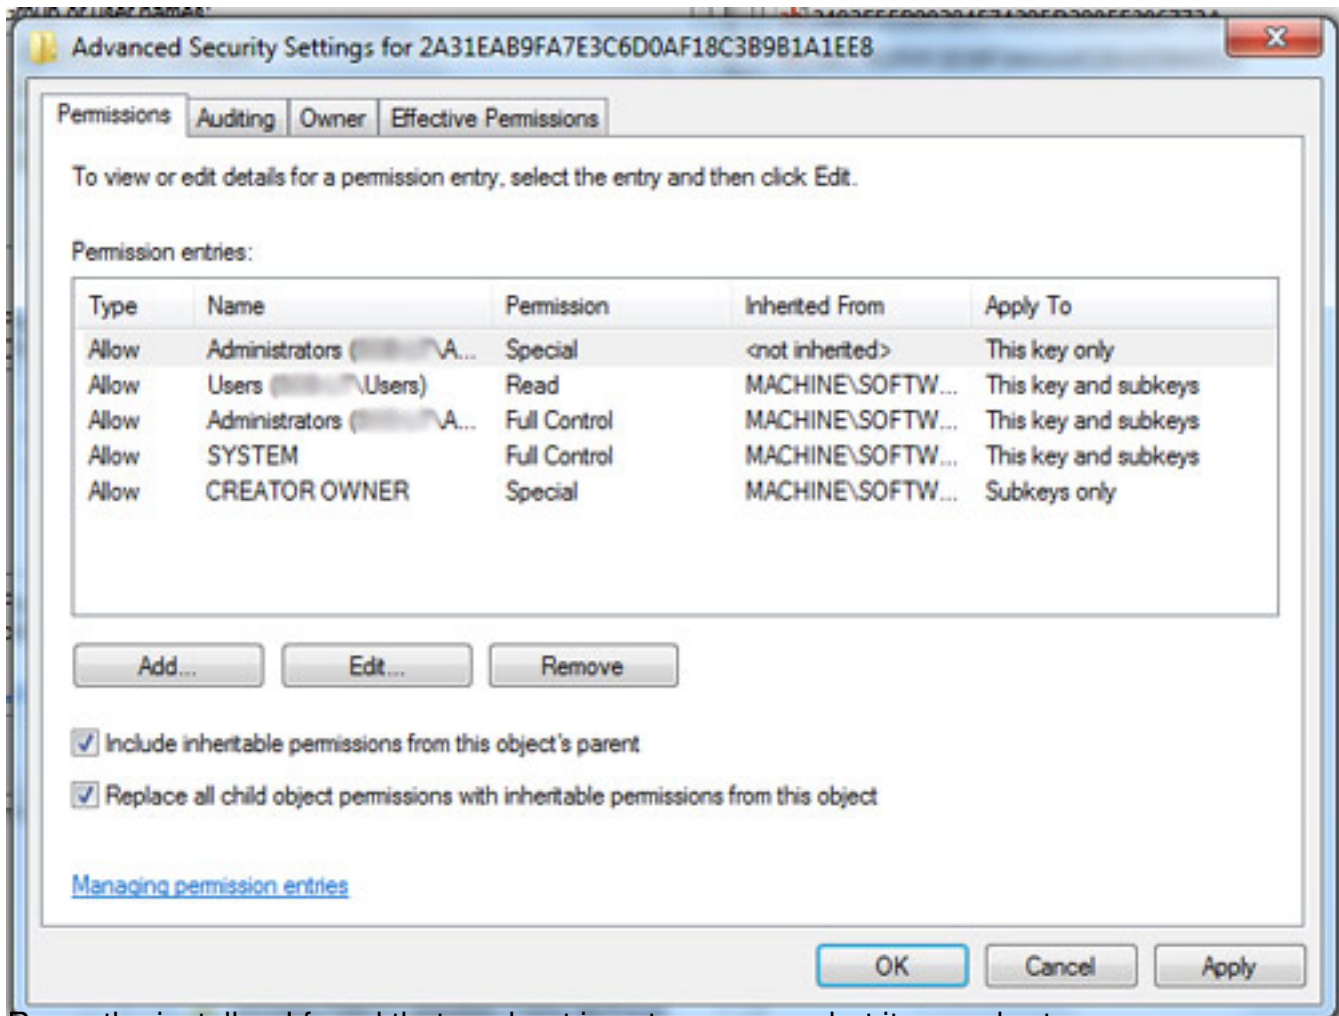 Advanced Security Settings for 2A31EAB9FA7E3C6D0AF18C3B9B1A1EE8
Permissions Auditing Owner Effective Permissions
To view or edit details for a permission entry, select the entry and then click Edit.
Permission entries:
Type Name Permission Inherited From Apply To
Allow Administrators ( \A... Special <not inherited> This key only
Allow Users ( \Users) Read MACHINE\SOFTW... This key and subkeys
Allow Administrators ( \A... Full Control MACHINE\SOFTW... This key and subkeys
Allow SYSTEM Full Control MACHINE\SOFTW... This key and subkeys
Allow CREATOR OWNER Special MACHINE\SOFTW... Subkeys only
Add... Edit... Remove
Include inheritable permissions from this object's parent
Replace all child object permissions with inheritable permissions from this object
Managing permission entries
OK Cancel Apply